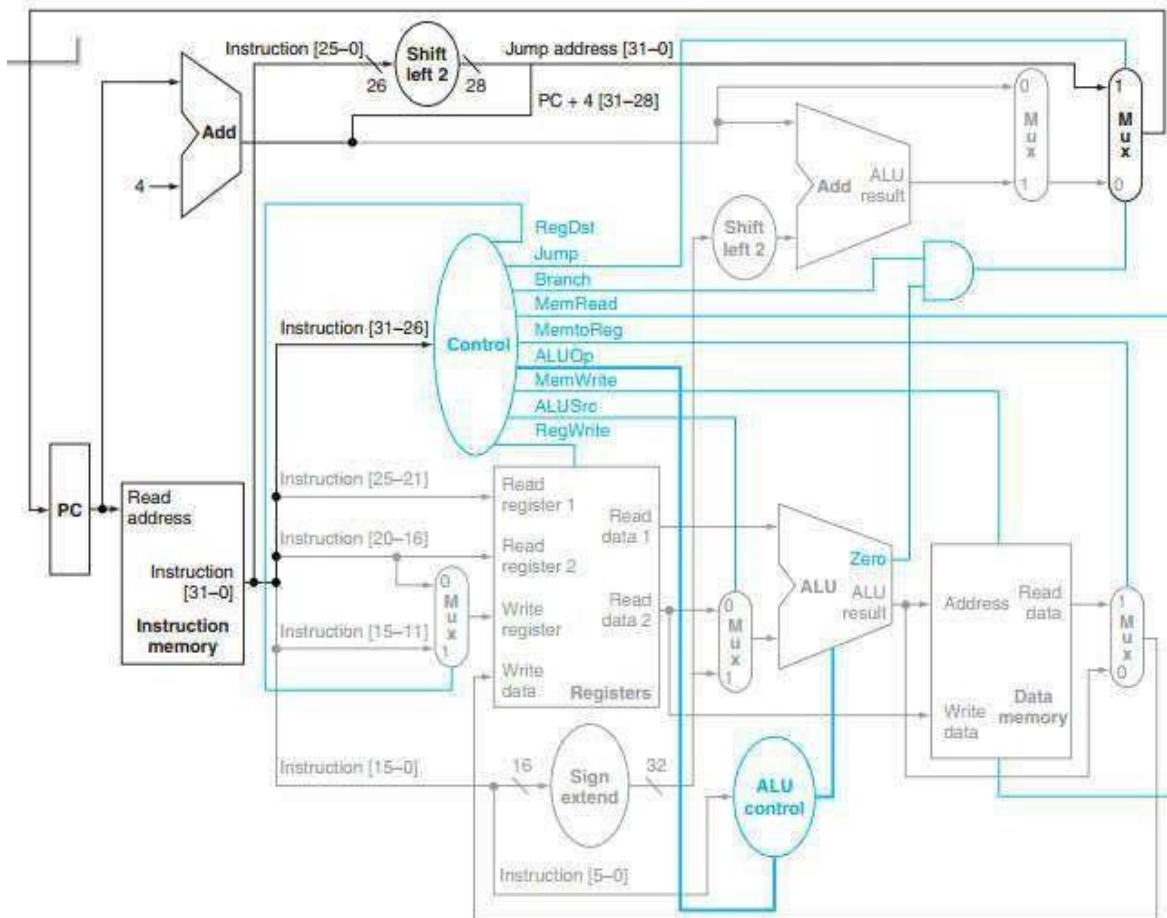 Instruction [25–0]
Shift
left 2
Jump address [31–0]
26
28
PC + 4 [31–28]
Add
4
0
M
u
x
1
1
M
u
x
0
Add
ALU
result
Shift
left 2
RegDst
Jump
Branch
MemRead
MemtoReg
ALUOp
MemWrite
ALUSrc
RegWrite
Instruction [31–26]
Control
PC
Read
address
Instruction
[31–0]
Instruction
memory
Instruction [25–21]
Instruction [20–16]
Instruction [15–11]
0
M
u
x
1
Read
register 1
Read
register 2
Write
register
Write
data
Read
data 1
Read
data 2
Registers
0
M
u
x
1
Zero
ALU
ALU
result
Address
Read
data
Write
data
Data
memory
1
M
u
x
0
Instruction [15–0]
16
Sign
extend
32
ALU
control
Instruction [5–0]